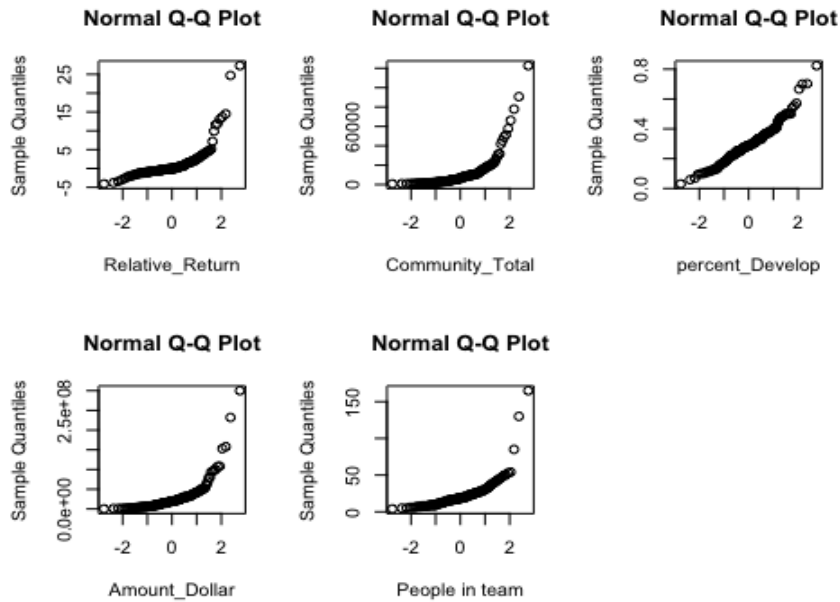 Normal Q-Q Plot
Sample Quantiles
-5 5 15 25
-2 0 2
Relative_Return
Normal Q-Q Plot
Sample Quantiles
0 60000
-2 0 2
Community_Total
Normal Q-Q Plot
Sample Quantiles
0.0 0.4 0.8
-2 0 2
percent_Develop
Normal Q-Q Plot
Sample Quantiles
0.0e+00 2.5e+08
-2 0 2
Amount_Dollar
Normal Q-Q Plot
Sample Quantiles
0 50 150
-2 0 2
People in team